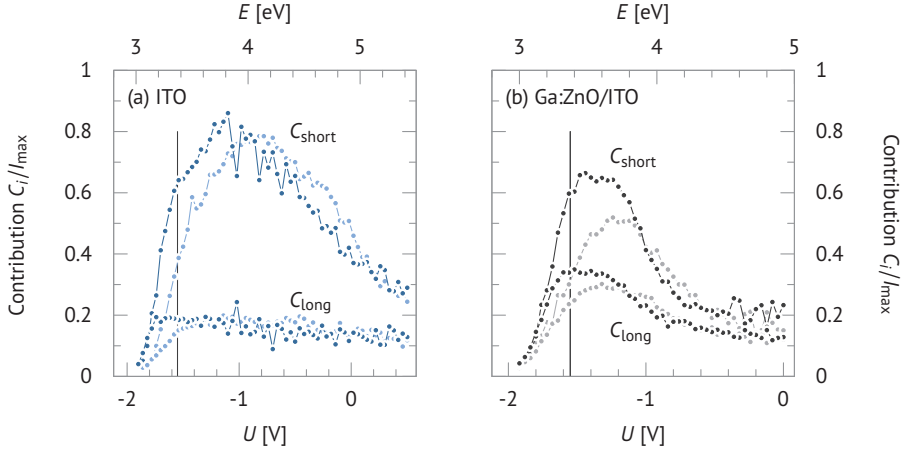 E [eV]
E [eV]
3 4 5
3 4 5
1
0.8
0.6
0.4
0.2
0
1
0.8
0.6
0.4
0.2
0
(a) ITO
(b) Ga:ZnO/ITO
C_short
C_long
C_short
C_long
Contribution C_i/I_max
Contribution C_i/I_max
-2 -1 0
-2 -1 0
U [V]
U [V]